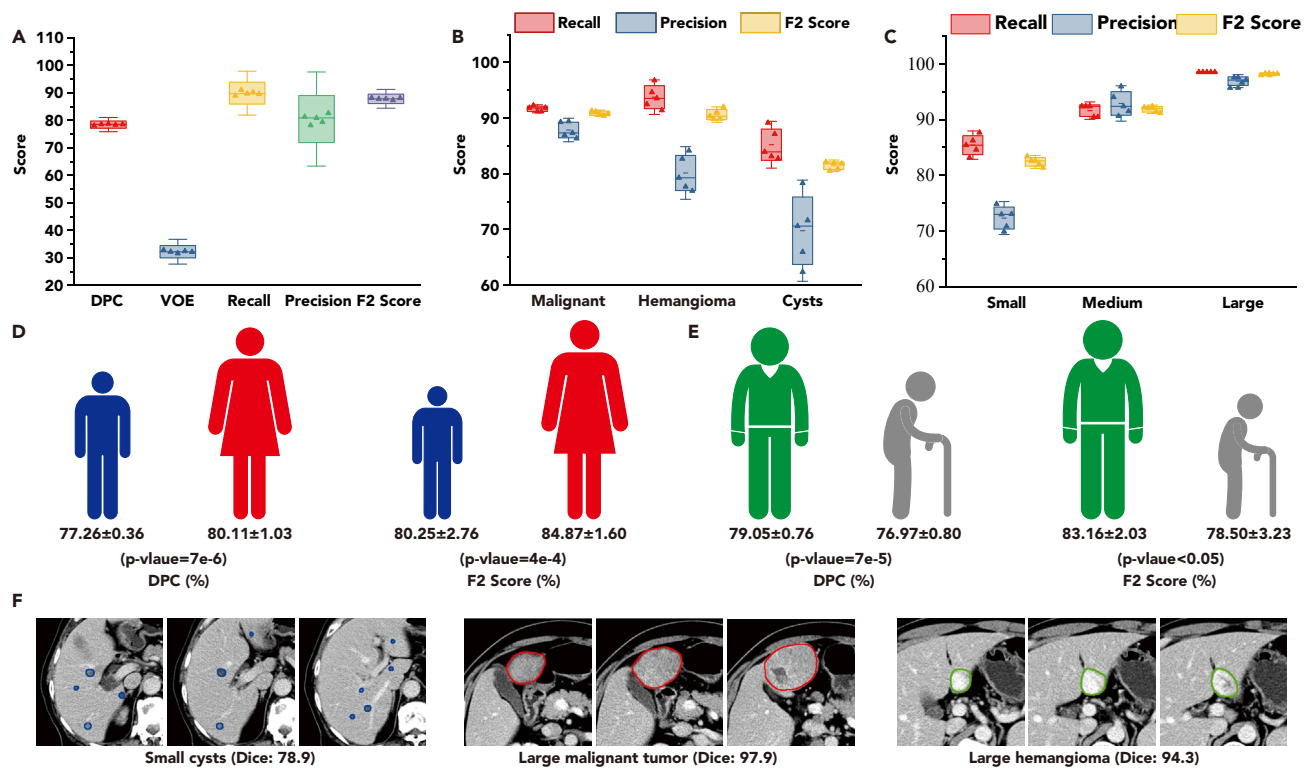 A
Score
110
100
90
80
70
60
50
40
30
20
DPC VOE Recall Precision F2 Score
B
Recall Precision F2 Score
Score
100
90
80
70
60
Malignant Hemangioma Cysts
C
Recall Precision F2 Score
Score
100
90
80
70
60
Small Medium Large
D
77.26±0.36 80.11±1.03
(p-vlaue=7e-6)
DPC (%)
80.25±2.76 84.87±1.60
(p-vlaue=4e-4)
F2 Score (%)
E
79.05±0.76 76.97±0.80
(p-vlaue=7e-5)
DPC (%)
83.16±2.03 78.50±3.23
(p-vlaue<0.05)
F2 Score (%)
F
Small cysts (Dice: 78.9)
Large malignant tumor (Dice: 97.9)
Large hemangioma (Dice: 94.3)